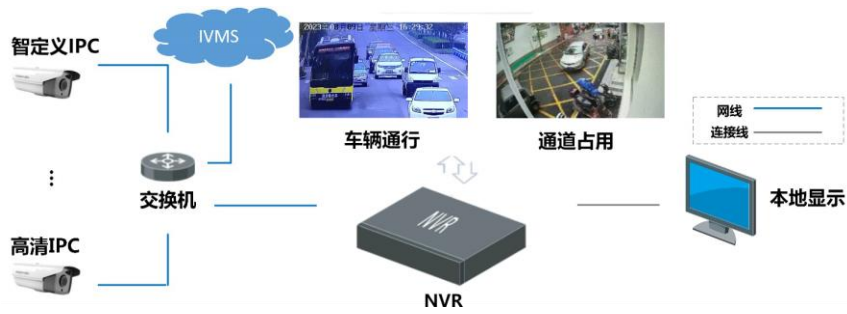 智定义IPC
IVMS
车辆通行
通道占用
网线
连接线
交换机
本地显示
高清IPC
NVR
NVR